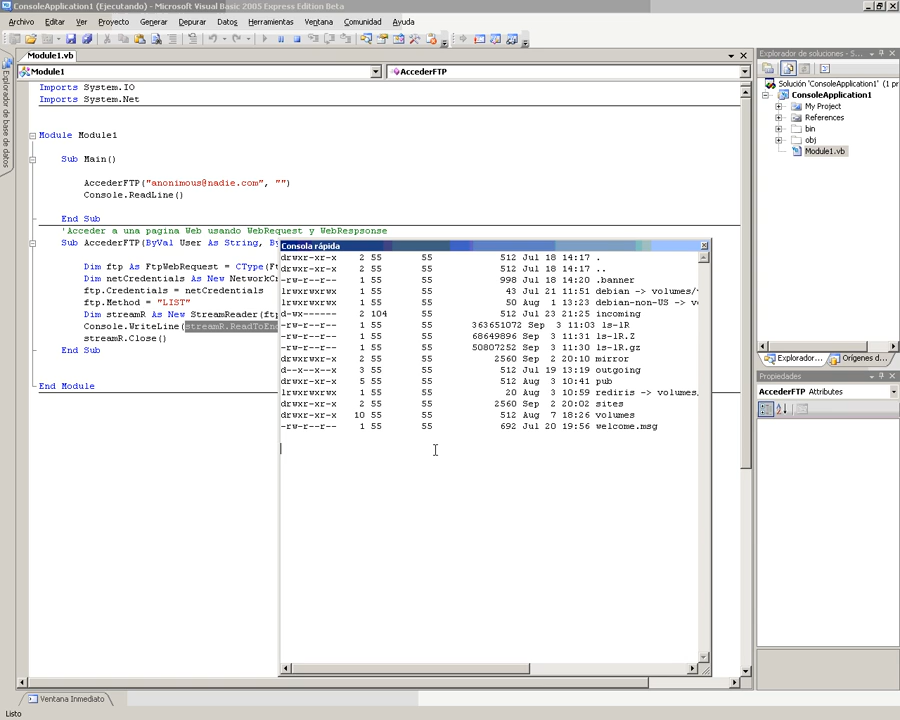 ConsoleApplication1 (Ejecutando) - Microsoft Visual Basic 2005 Express Edition Beta
Archivo Editar Ver Proyecto Generar Depurar Datos Herramientas Ventana Comunidad Ayuda
Module1.vb
Module1
AccederFTP
Explorador de base de datos
Imports System.IO
Imports System.Net
Module Module1
Sub Main()
AccederFTP("anonimous@nadie.com", "")
Console.ReadLine()
End Sub
'Acceder a una pagina Web usando WebRequest y WebRespsonse
Sub AccederFTP(ByVal User As String, By
Dim ftp As FtpWebRequest = CType(Ft
Dim netCredentials As New NetworkCr
ftp.Credentials = netCredentials
ftp.Method = "LIST"
Dim streamR As New StreamReader(ftp
Console.WriteLine(streamR.ReadToEnd
streamR.Close()
End Sub
End Module
Consola rápida
drwxr-xr-x 2 55 55 512 Jul 18 14:17 .
drwxr-xr-x 2 55 55 512 Jul 18 14:17 ..
-rw-r--r-- 1 55 55 998 Jul 18 14:20 .banner
lrwxrwxrwx 1 55 55 43 Jul 21 11:51 debian -> volumes/
lrwxrwxrwx 1 55 55 50 Aug 1 13:23 debian-non-US -> vo
d-wx------ 2 104 55 512 Jul 23 21:25 incoming
-rw-r--r-- 1 55 55 363651072 Sep 3 11:03 ls-lR
-rw-r--r-- 1 55 55 68649896 Sep 3 11:31 ls-lR.Z
-rw-r--r-- 1 55 55 50807252 Sep 3 11:30 ls-lR.gz
drwxrwxr-x 2 55 55 2560 Sep 2 20:10 mirror
d--x--x--x 3 55 55 512 Jul 19 13:19 outgoing
drwxr-xr-x 5 55 55 512 Aug 3 10:41 pub
lrwxrwxrwx 1 55 55 20 Aug 3 10:59 rediris -> volumes/
drwxr-xr-x 2 55 55 2560 Sep 2 20:02 sites
drwxr-xr-x 10 55 55 512 Aug 7 18:26 volumes
-rw-r--r-- 1 55 55 692 Jul 20 19:56 welcome.msg
Explorador de soluciones - S...
Solución 'ConsoleApplication1' (1 pr
ConsoleApplication1
My Project
References
bin
obj
Module1.vb
Explorador... Orígenes d...
Propiedades
AccederFTP Attributes
Ventana Inmediato
Listo